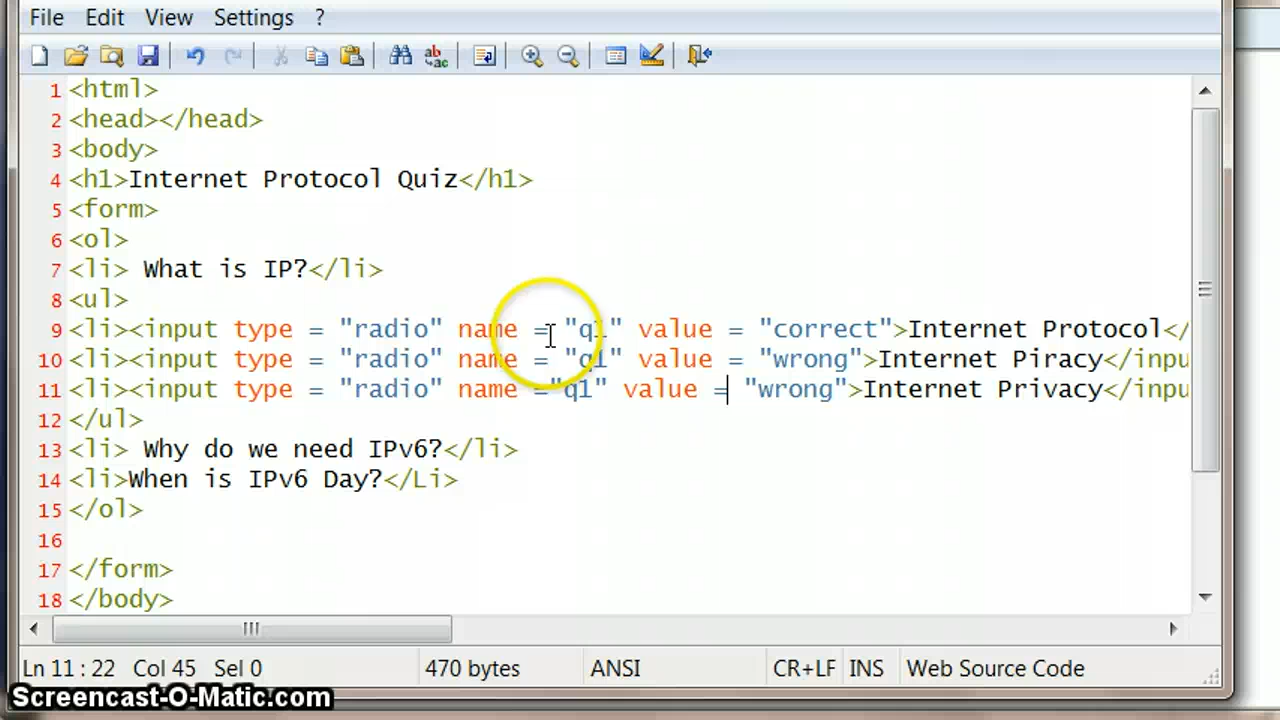 File Edit View Settings ?
1 <html>
2 <head></head>
3 <body>
4 <h1>Internet Protocol Quiz</h1>
5 <form>
6 <ol>
7 <li> What is IP?</li>
8 <ul>
9 <li><input type = "radio" name = "q1" value = "correct">Internet Protocol</
10 <li><input type = "radio" name = "q1" value = "wrong">Internet Piracy</inpu
11 <li><input type = "radio" name ="q1" value = "wrong">Internet Privacy</inpu
12 </ul>
13 <li> Why do we need IPv6?</li>
14 <li>When is IPv6 Day?</Li>
15 </ol>
16
17 </form>
18 </body>
Ln 11 : 22 Col 45 Sel 0 470 bytes ANSI CR+LF INS Web Source Code
Screencast-O-Matic.com